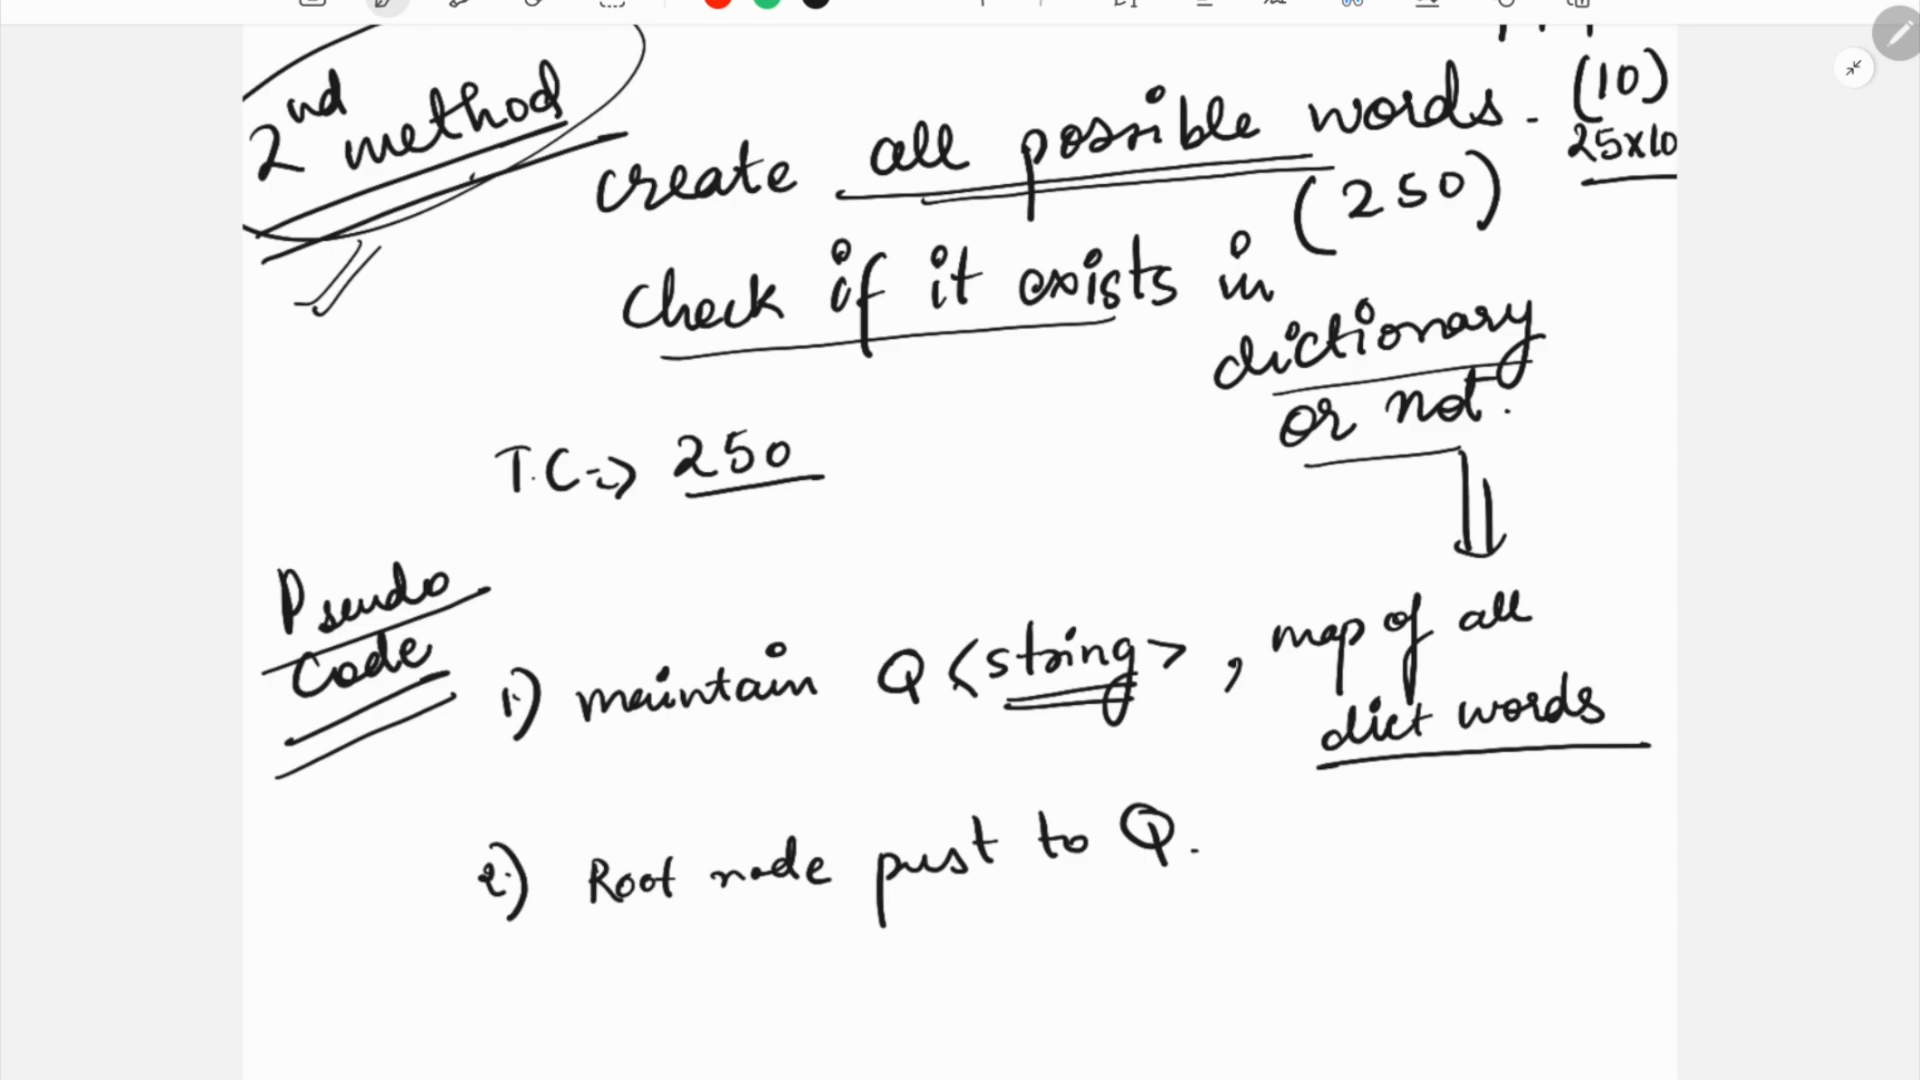 2nd method
create all possible words. (10)
25x10
(250)
check if it exists in
dictionary
or not.
T.C => 250
Pseudo
Code
1.) maintain Q <string>, map of all
dict words
2.) Root node pust to Q.